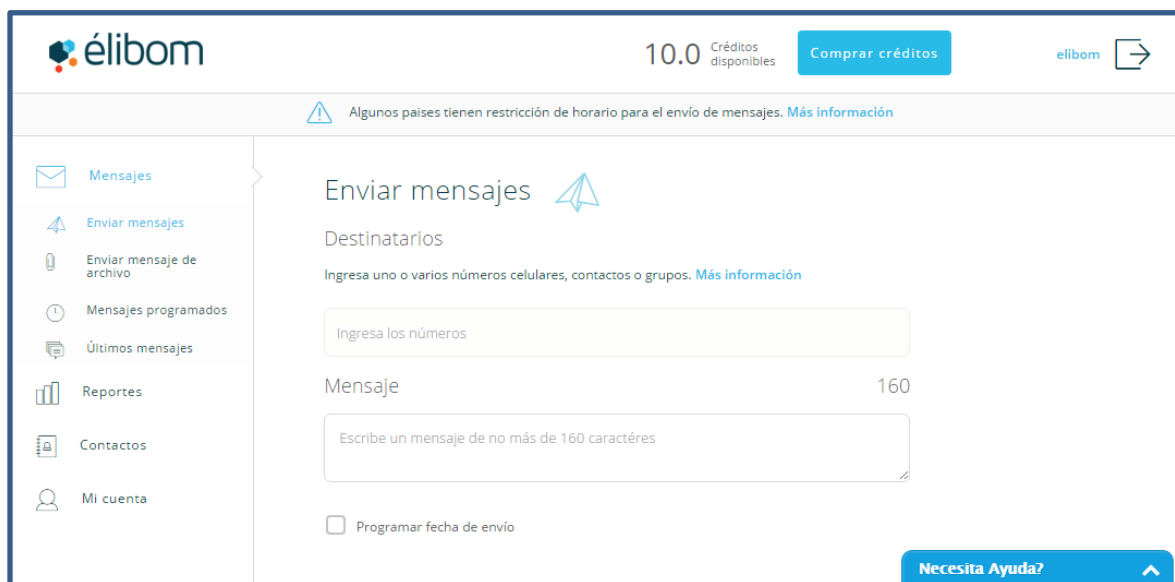 élibom
10.0 Créditos disponibles
Comprar créditos
elibom
Algunos paises tienen restricción de horario para el envío de mensajes. Más información
Mensajes
Enviar mensajes
Enviar mensaje de
archivo
Mensajes programados
Últimos mensajes
Reportes
Contactos
Mi cuenta
Enviar mensajes
Destinatarios
Ingresa uno o varios números celulares, contactos o grupos. Más información
Ingresa los números
Mensaje 160
Escribe un mensaje de no más de 160 caractéres
Programar fecha de envío
Necesita Ayuda?